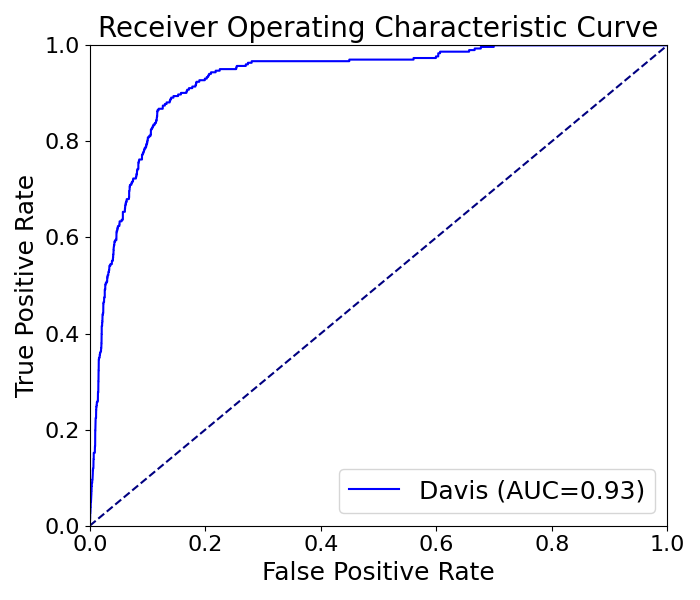 Receiver Operating Characteristic Curve
1.0
0.8
0.6
0.4
0.2
0.0
True Positive Rate
Davis (AUC=0.93)
0.0 0.2 0.4 0.6 0.8 1.0
False Positive Rate